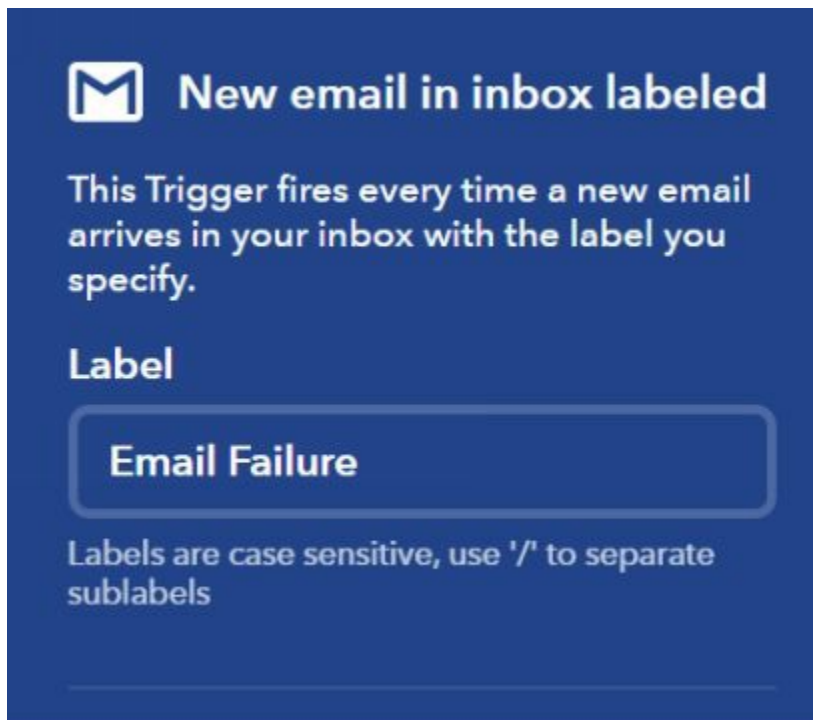 New email in inbox labeled
This Trigger fires every time a new email
arrives in your inbox with the label you
specify.
Label
Email Failure
Labels are case sensitive, use '/' to separate
sublabels